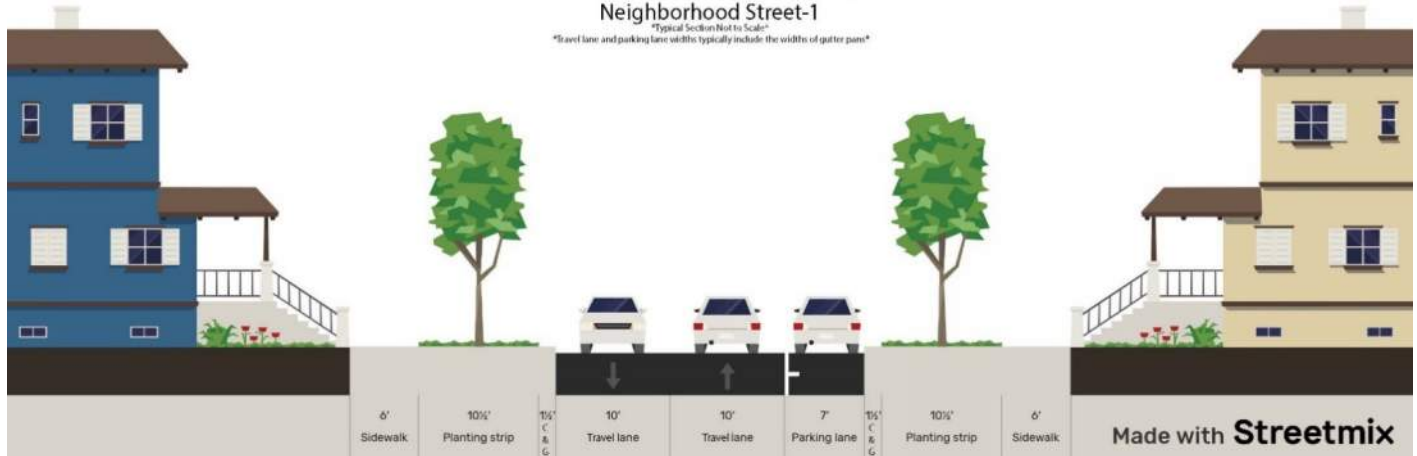 Neighborhood Street-1
*Typical Section Not to Scale*
*Travel lane and parking lane widths typically include the widths of gutter pans*
6'
Sidewalk
10½'
Planting strip
1½'
C & G
10'
Travel lane
10'
Travel lane
7'
Parking lane
1½'
C & G
10½'
Planting strip
6'
Sidewalk
Made with Streetmix